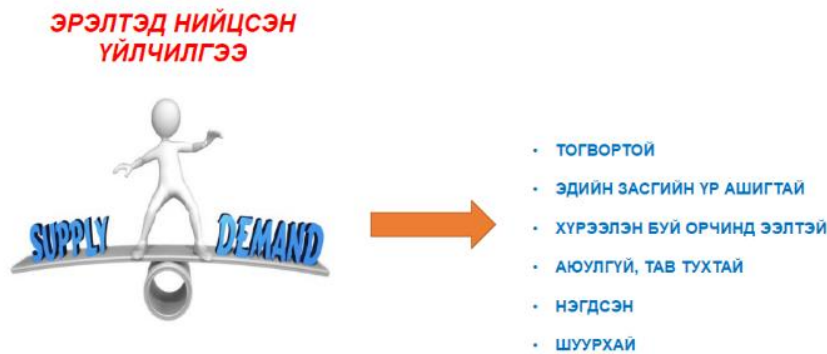 ЭРЭЛТЭД НИЙЦСЭН
ҮЙЛЧИЛГЭЭ
SUPPLY DEMAND
• ТОГВОРТОЙ
• ЭДИЙН ЗАСГИЙН ҮР АШИГТАЙ
• ХҮРЭЭЛЭН БУЙ ОРЧИНД ЭЭЛТЭЙ
• АЮУЛГҮЙ, ТАВ ТУХТАЙ
• НЭГДСЭН
• ШУУРХАЙ